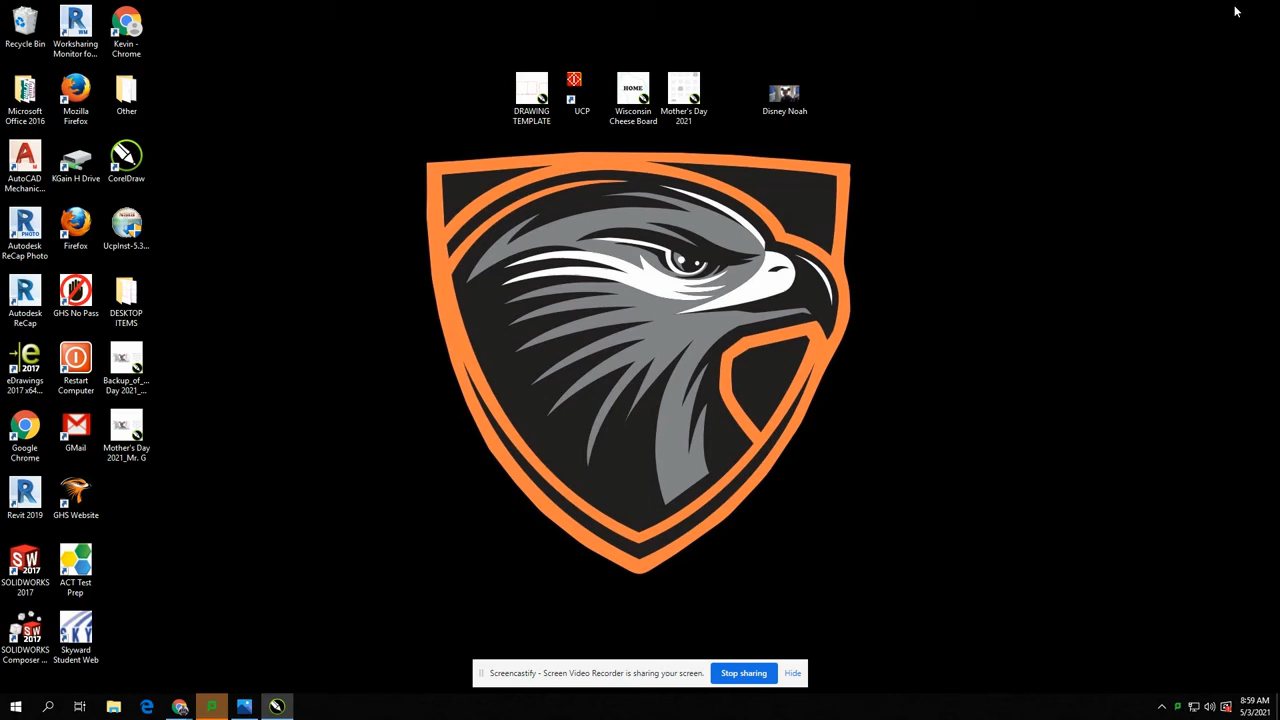 Recycle Bin
Worksharing
Monitor fo...
Kevin -
Chrome
Microsoft
Office 2016
Mozilla
Firefox
Other
AutoCAD
Mechanic...
KGain H Drive
CorelDraw
Autodesk
ReCap Photo
Firefox
UcpInst-5.3...
Autodesk
ReCap
GHS No Pass
DESKTOP
ITEMS
eDrawings
2017 x64...
Restart
Computer
Backup_of_...
Day 2021_...
Google
Chrome
GMail
Mother's Day
2021_Mr. G
Revit 2019
GHS Website
SOLIDWORKS
2017
ACT Test
Prep
SOLIDWORKS
Composer ...
Skyward
Student Web
DRAWING
TEMPLATE
UCP
HOME
Wisconsin
Cheese Board
Mother's Day
2021
Disney Noah
Screencastify - Screen Video Recorder is sharing your screen.
Stop sharing
Hide
8:59 AM
5/3/2021